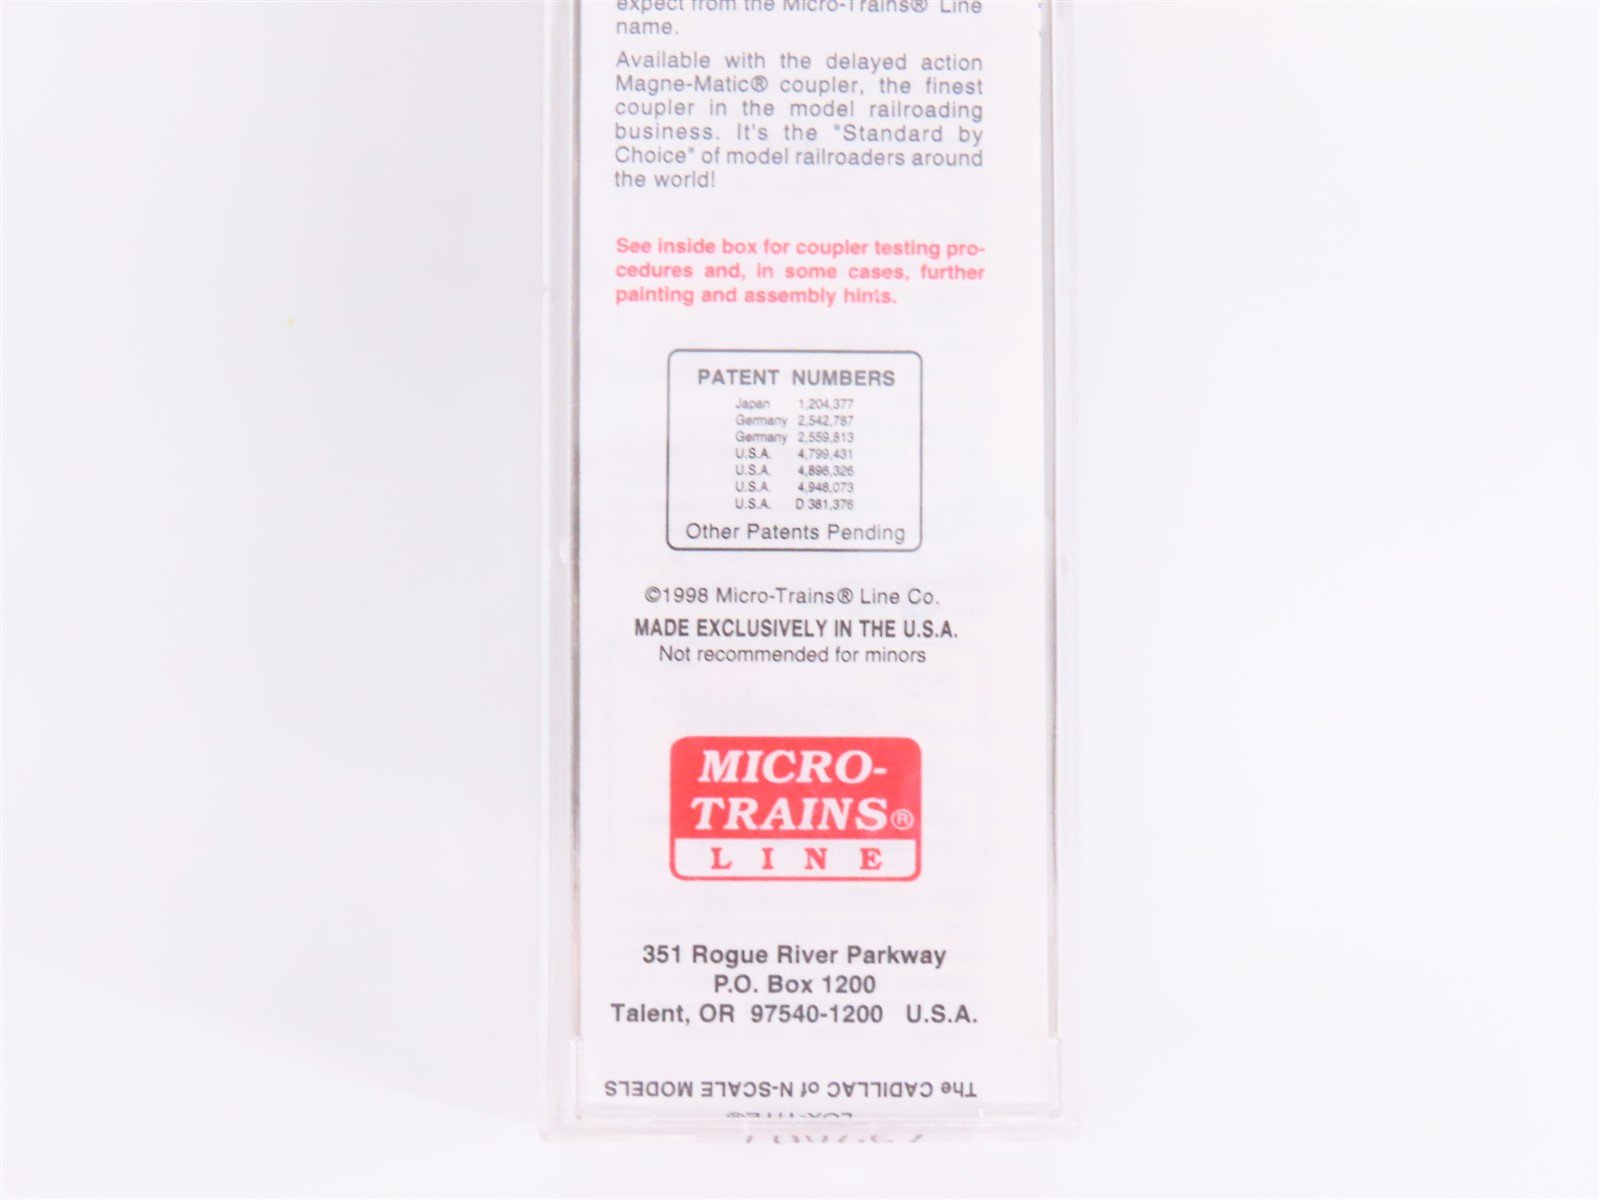 expect from the Micro-Trains® Line
name.
Available with the delayed action
Magne-Matic® coupler, the finest
coupler in the model railroading
business. It's the "Standard by
Choice" of model railroaders around
the world!
See inside box for coupler testing pro-
cedures and, in some cases, further
painting and assembly hints.
PATENT NUMBERS
Japan 1,204,377
Germany 2,542,787
Germany 2,559,813
U.S.A. 4,799,431
U.S.A. 4,896,326
U.S.A. 4,948,073
U.S.A. D 381,376
Other Patents Pending
©1998 Micro-Trains® Line Co.
MADE EXCLUSIVELY IN THE U.S.A.
Not recommended for minors
MICRO-
TRAINS®
LINE
351 Rogue River Parkway
P.O. Box 1200
Talent, OR 97540-1200 U.S.A.
The CADILLAC of N-SCALE MODELS